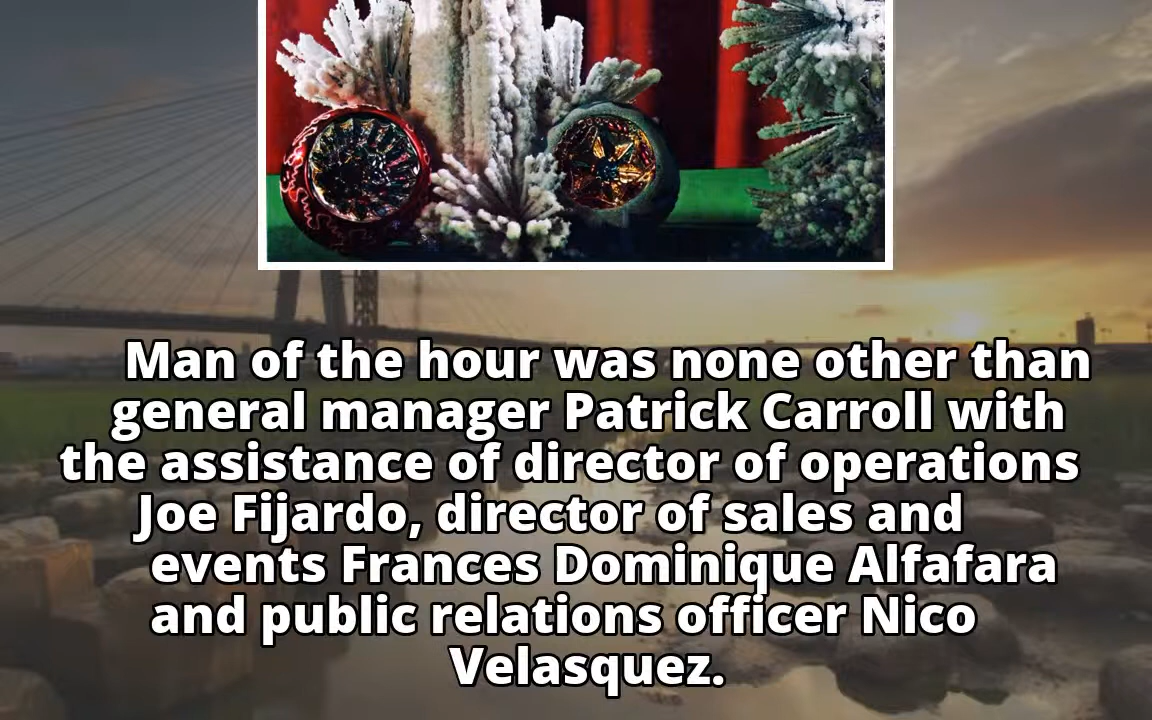 Man of the hour was none other than
general manager Patrick Carroll with
the assistance of director of operations
Joe Fijardo, director of sales and
events Frances Dominique Alfafara
and public relations officer Nico
Velasquez.